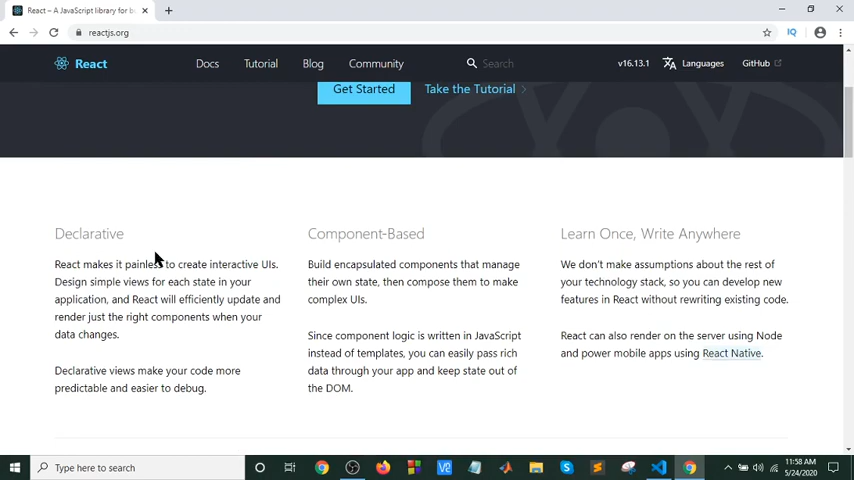 React – A JavaScript library for b
reactjs.org
React
Docs
Tutorial
Blog
Community
Search
v16.13.1
Languages
GitHub
Get Started
Take the Tutorial
Declarative
React makes it painless to create interactive UIs.
Design simple views for each state in your
application, and React will efficiently update and
render just the right components when your
data changes.
Declarative views make your code more
predictable and easier to debug.
Component-Based
Build encapsulated components that manage
their own state, then compose them to make
complex UIs.
Since component logic is written in JavaScript
instead of templates, you can easily pass rich
data through your app and keep state out of
the DOM.
Learn Once, Write Anywhere
We don't make assumptions about the rest of
your technology stack, so you can develop new
features in React without rewriting existing code.
React can also render on the server using Node
and power mobile apps using React Native.
Type here to search
11:58 AM
5/24/2020